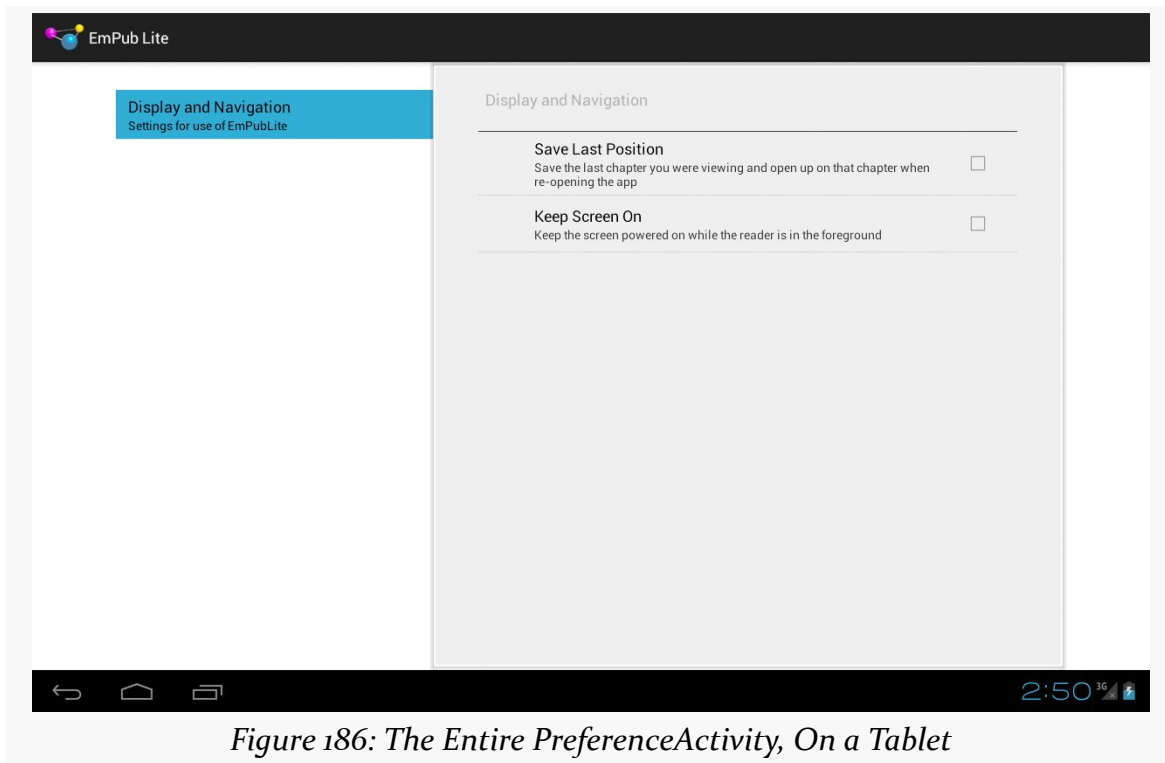 EmPub Lite
Display and Navigation
Settings for use of EmPubLite
Display and Navigation
Save Last Position
Save the last chapter you were viewing and open up on that chapter when
re-opening the app
Keep Screen On
Keep the screen powered on while the reader is in the foreground
2:50 3G
Figure 186: The Entire PreferenceActivity, On a Tablet